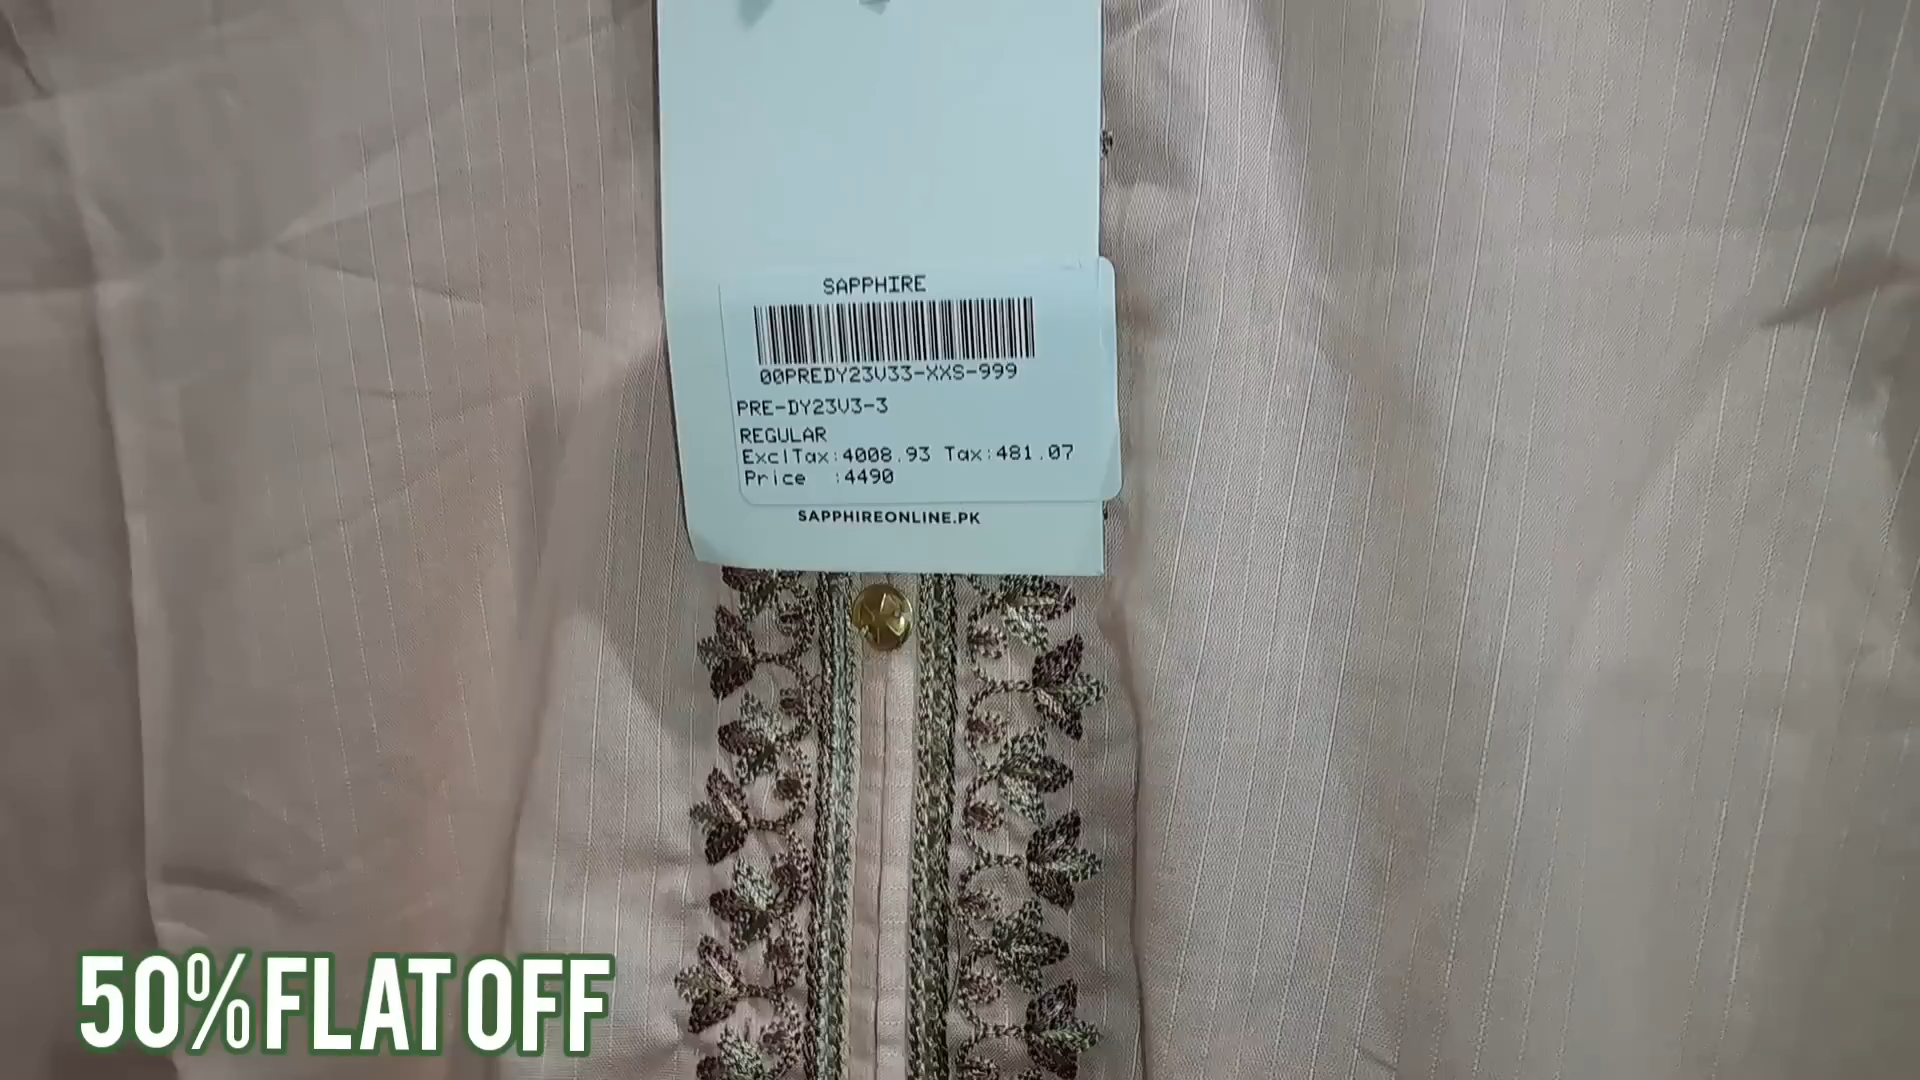 SAPPHIRE
00PREDY23V33-XXS-999
PRE-DY23V3-3
REGULAR
ExclTax:4008.93 Tax:481.07
Price :4490
SAPPHIREONLINE.PK
50% FLAT OFF